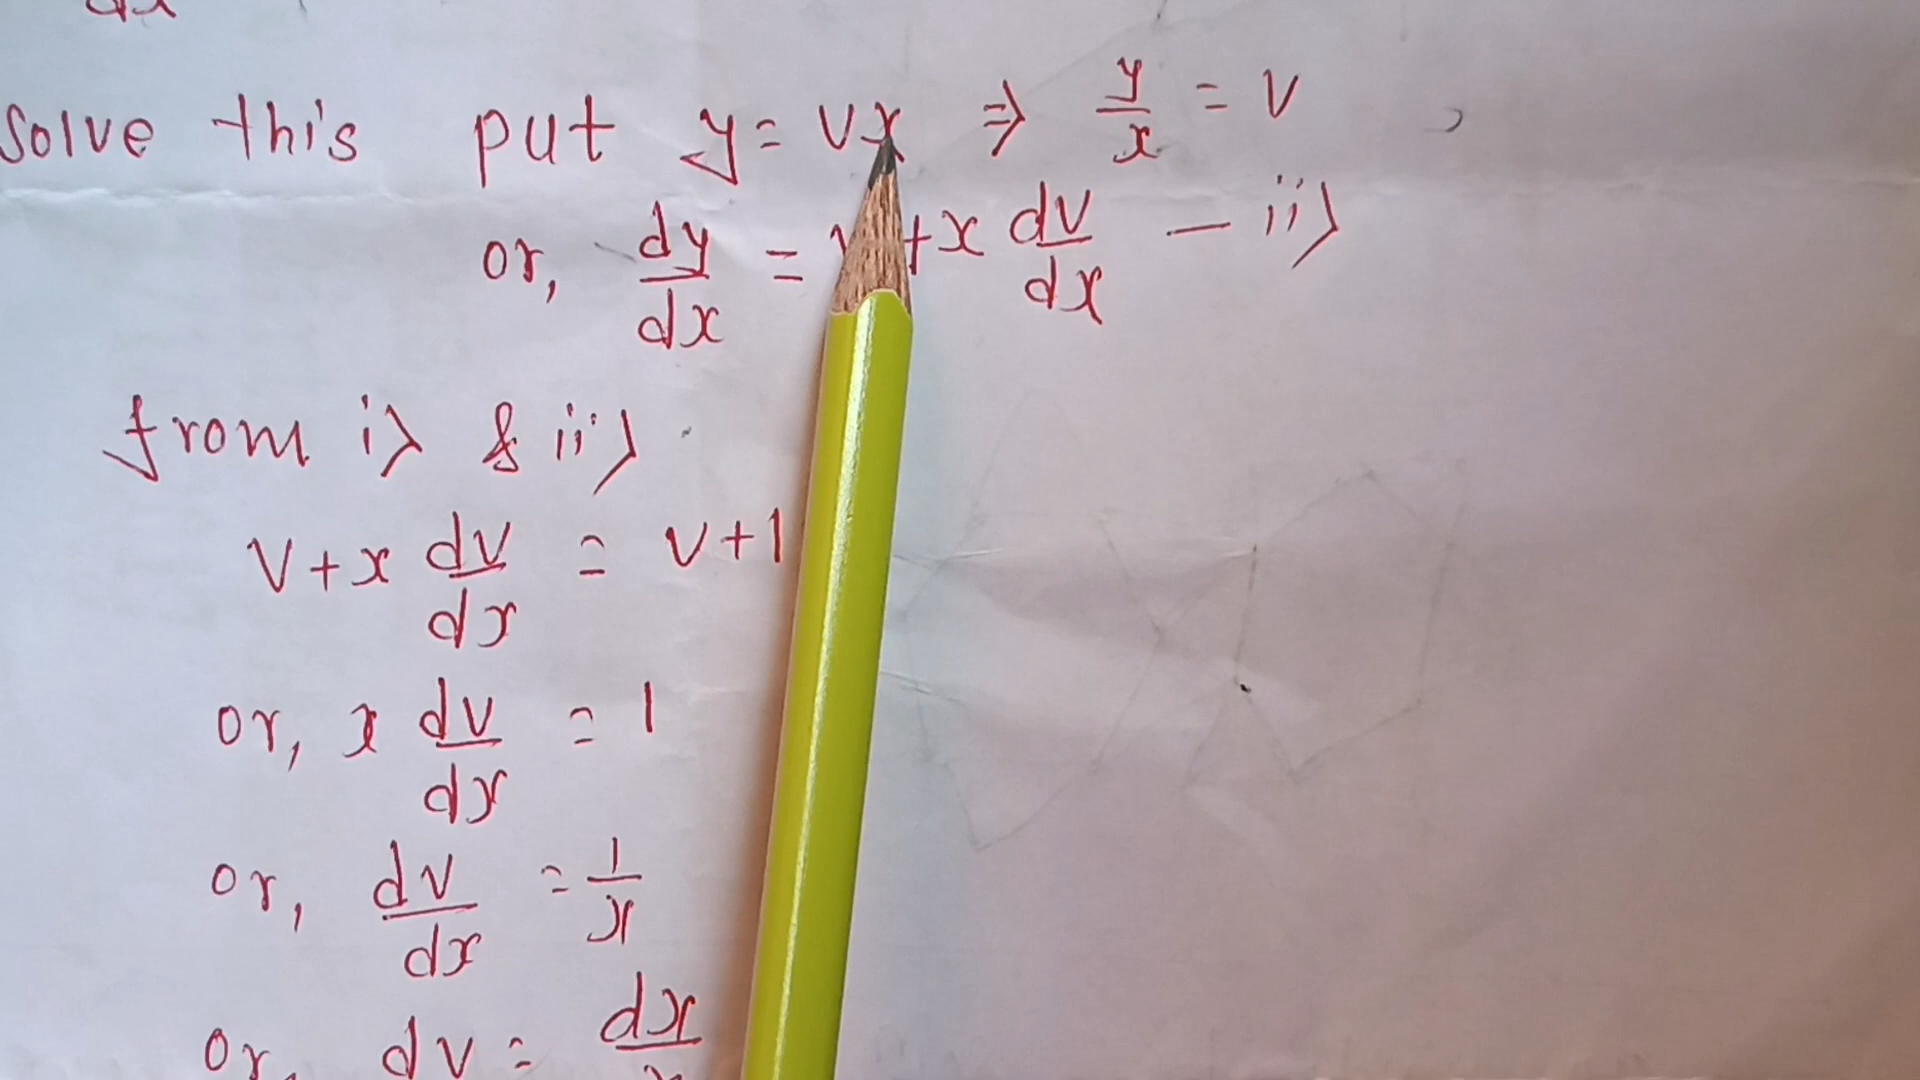 dx
Solve this put y = vx ⇒ y/x = v
or, dy/dx = v + x dv/dx — ii)
from i) & ii)
v + x dv/dx = v + 1
or, x dv/dx = 1
or, dv/dx = 1/x
or, dv = dx/x